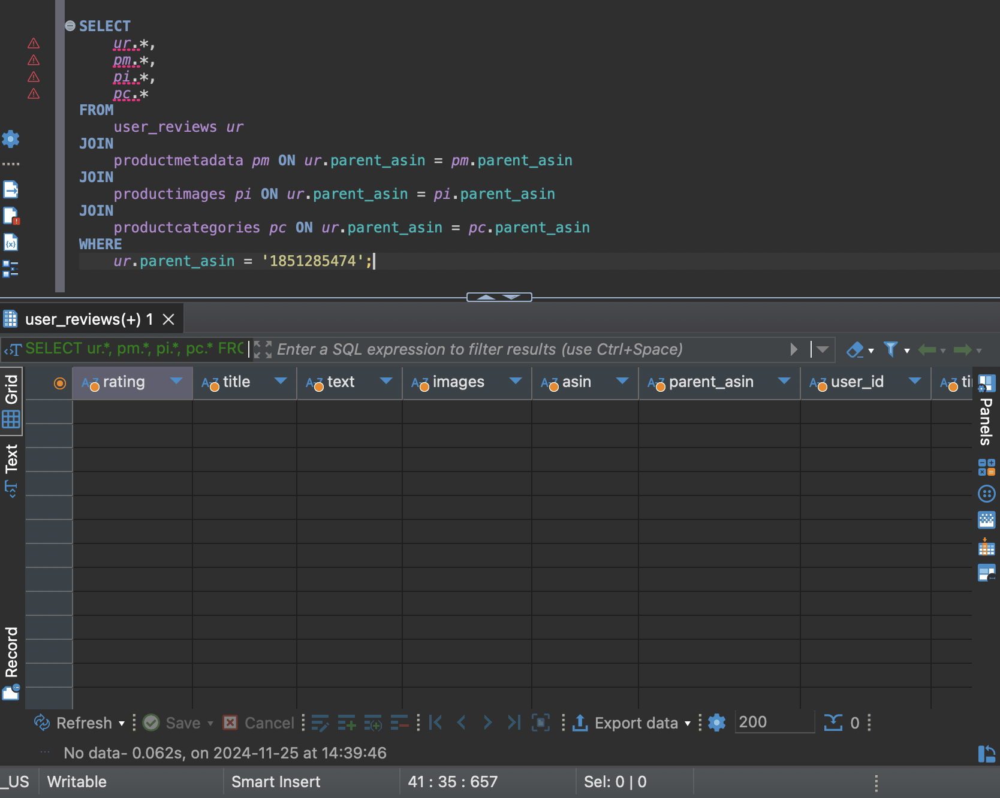 SELECT
ur.*,
pm.*,
pi.*,
pc.*
FROM
user_reviews ur
JOIN
productmetadata pm ON ur.parent_asin = pm.parent_asin
JOIN
productimages pi ON ur.parent_asin = pi.parent_asin
JOIN
productcategories pc ON ur.parent_asin = pc.parent_asin
WHERE
ur.parent_asin = '1851285474';
user_reviews(+) 1
SELECT ur.*, pm.*, pi.*, pc.* FRO Enter a SQL expression to filter results (use Ctrl+Space)
Grid
Text
Record
A-Z rating A-Z title A-Z text A-Z images A-Z asin A-Z parent_asin A-Z user_id A-Z ti
Panels
Refresh Save Cancel Export data 200 0
No data- 0.062s, on 2024-11-25 at 14:39:46
_US Writable Smart Insert 41 : 35 : 657 Sel: 0 | 0